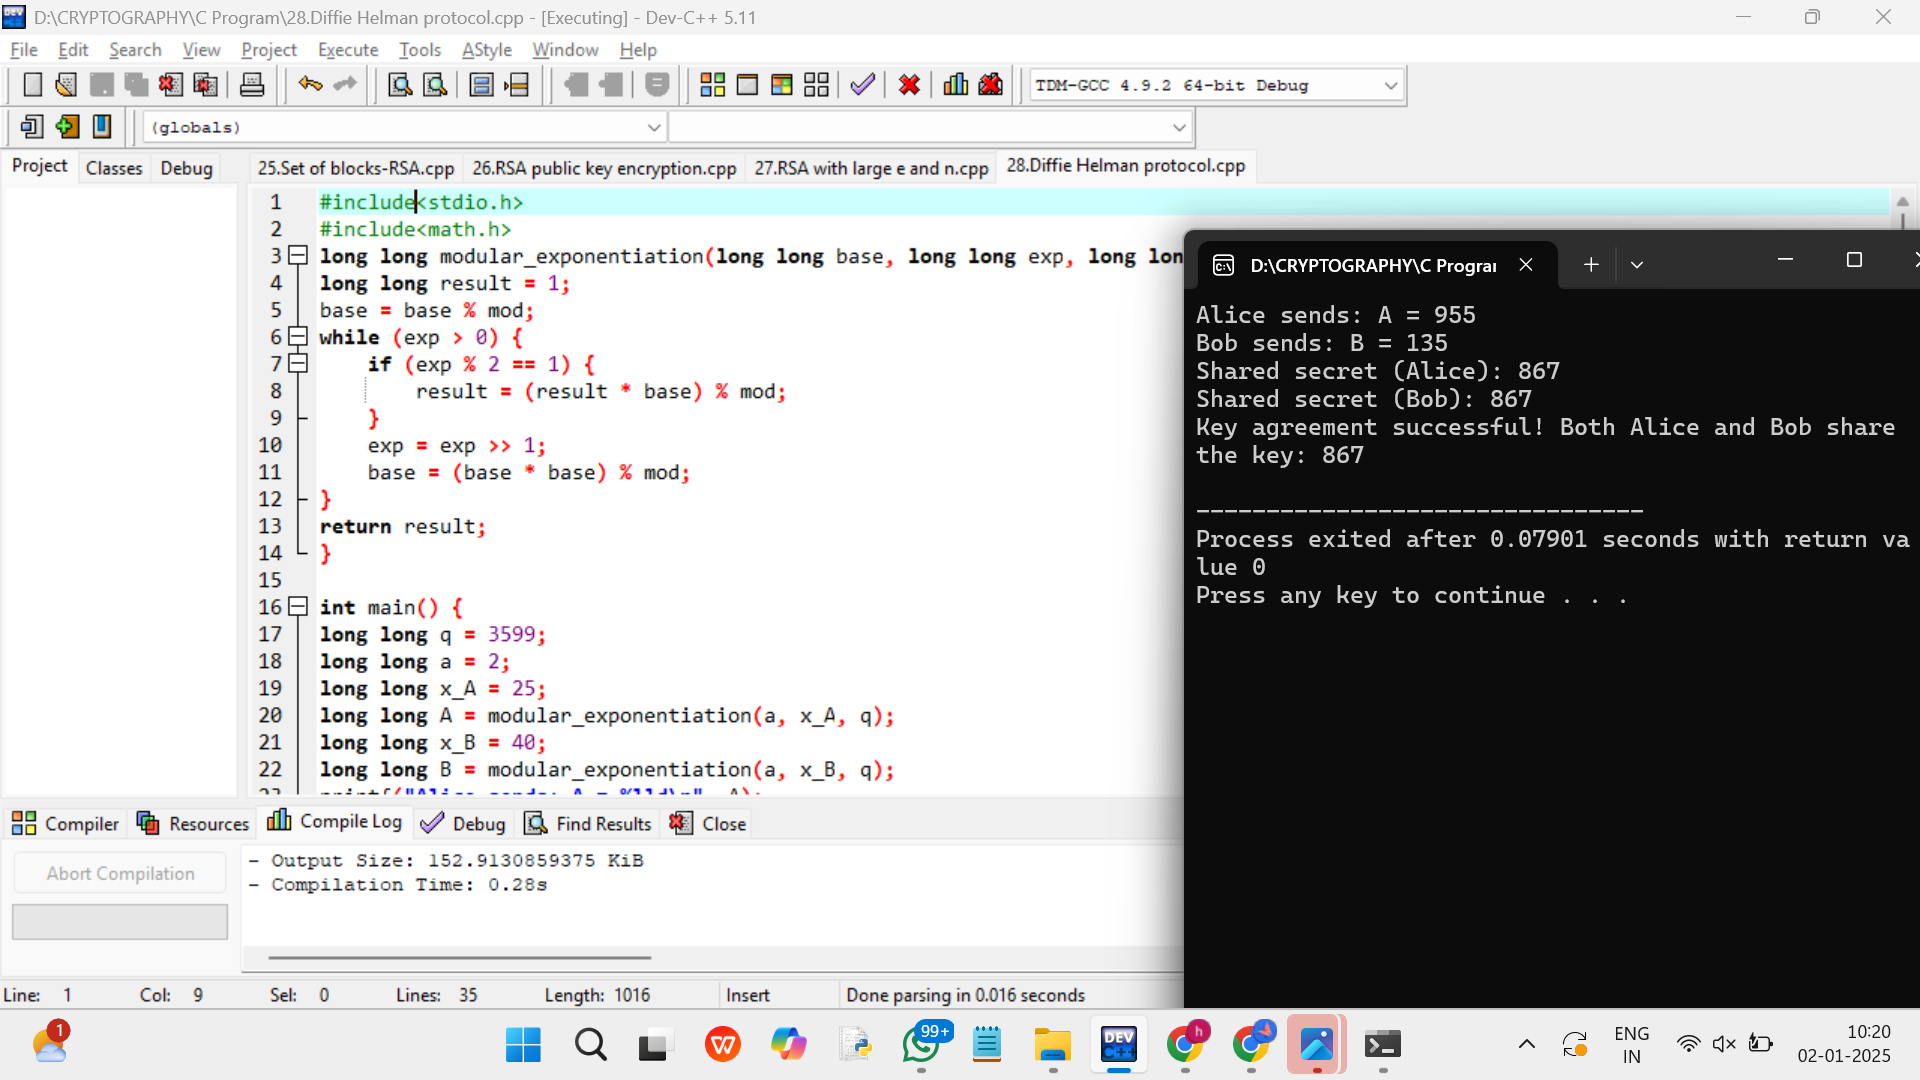 D:\CRYPTOGRAPHY\C Program\28.Diffie Helman protocol.cpp - [Executing] - Dev-C++ 5.11
File Edit Search View Project Execute Tools AStyle Window Help
TDM-GCC 4.9.2 64-bit Debug
(globals)
Project Classes Debug
25.Set of blocks-RSA.cpp 26.RSA public key encryption.cpp 27.RSA with large e and n.cpp 28.Diffie Helman protocol.cpp
1 #include<stdio.h>
2 #include<math.h>
3 long long modular_exponentiation(long long base, long long exp, long lon
4 long long result = 1;
5 base = base % mod;
6 while (exp > 0) {
7 if (exp % 2 == 1) {
8 result = (result * base) % mod;
9 }
10 exp = exp >> 1;
11 base = (base * base) % mod;
12 }
13 return result;
14 }
15
16 int main() {
17 long long q = 3599;
18 long long a = 2;
19 long long x_A = 25;
20 long long A = modular_exponentiation(a, x_A, q);
21 long long x_B = 40;
22 long long B = modular_exponentiation(a, x_B, q);
23 printf("Alice sends: A = %lld\n", A);
D:\CRYPTOGRAPHY\C Prograi
Alice sends: A = 955
Bob sends: B = 135
Shared secret (Alice): 867
Shared secret (Bob): 867
Key agreement successful! Both Alice and Bob share
the key: 867
--------------------------------
Process exited after 0.07901 seconds with return va
lue 0
Press any key to continue . . .
Compiler Resources Compile Log Debug Find Results Close
Abort Compilation
- Output Size: 152.9130859375 KiB
- Compilation Time: 0.28s
Line: 1 Col: 9 Sel: 0 Lines: 35 Length: 1016 Insert Done parsing in 0.016 seconds
1
99+
DEV C++
h
ENG
IN
10:20
02-01-2025